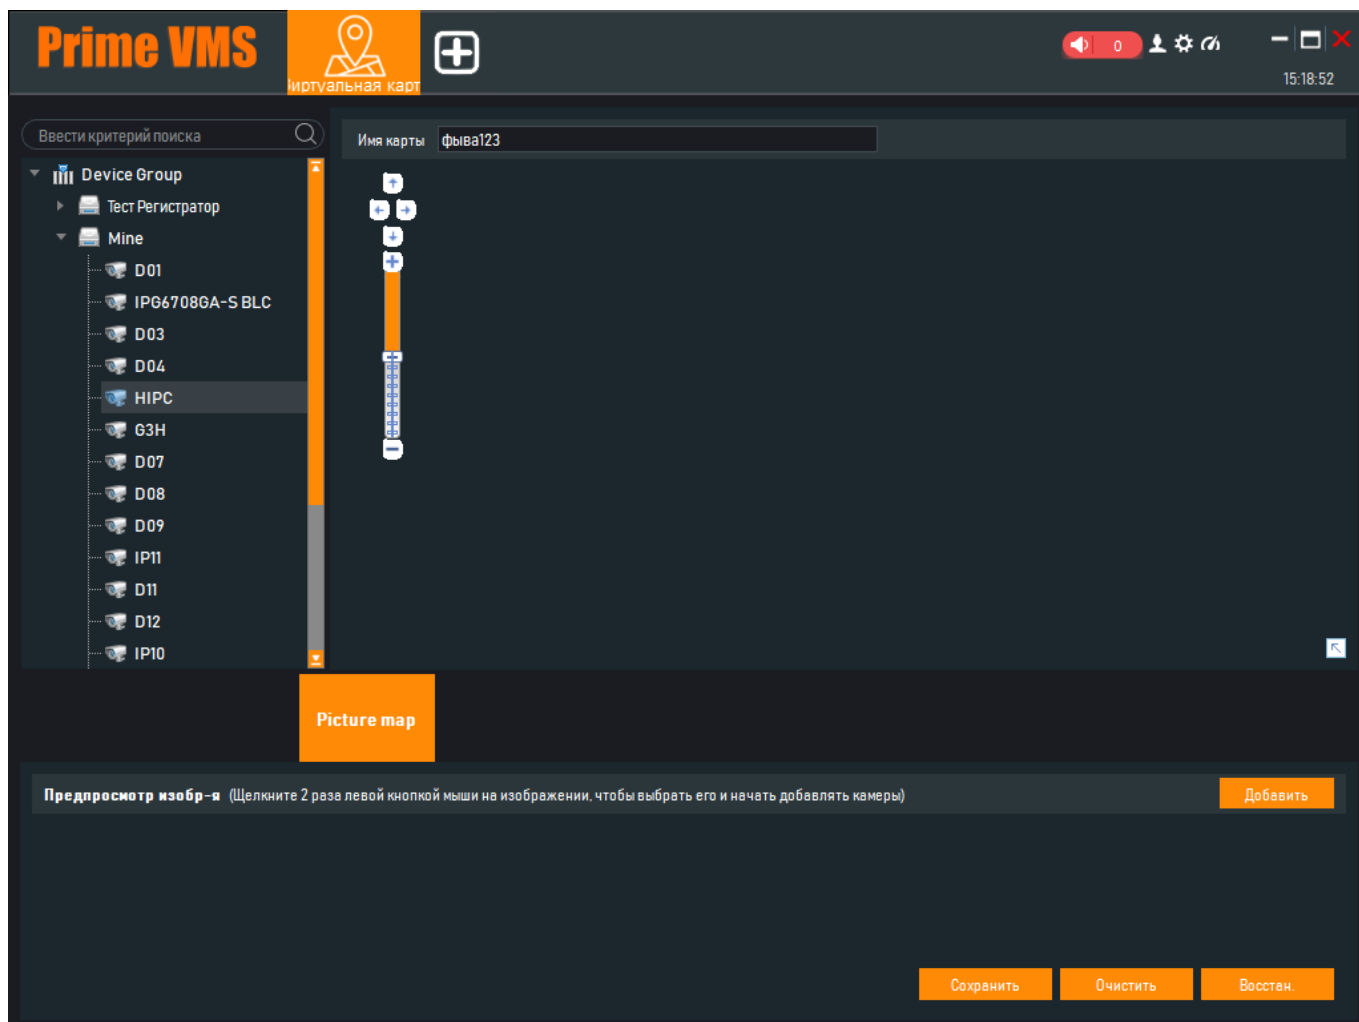 Prime VMS
Виртуальная карт
0
15:18:52
Ввести критерий поиска
Имя карты фыва123
Device Group
Тест Регистратор
Mine
D01
IPG6708GA-S BLC
D03
D04
HIPC
G3H
D07
D08
D09
IP11
D11
D12
IP10
Picture map
Предпросмотр изобр-я (Щелкните 2 раза левой кнопкой мыши на изображении, чтобы выбрать его и начать добавлять камеры)
Добавить
Сохранить Очистить Восстан.